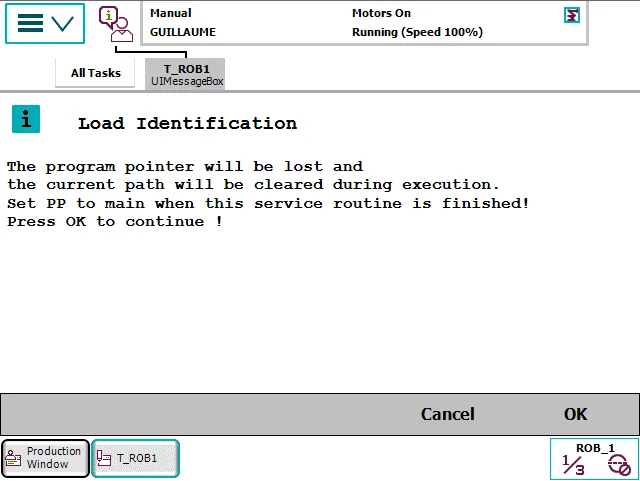 Manual
Motors On
GUILLAUME
Running (Speed 100%)
All Tasks
T_ROB1
UIMessageBox
i
Load Identification
The program pointer will be lost and
the current path will be cleared during execution.
Set PP to main when this service routine is finished!
Press OK to continue !
Cancel
OK
Production
Window
T_ROB1
ROB_1
1/3